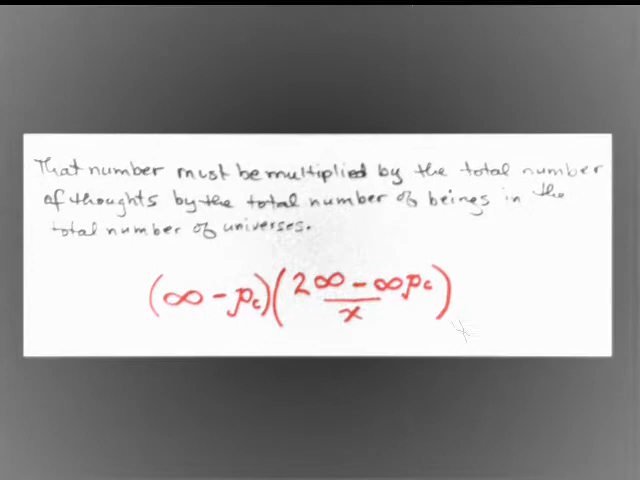 That number must be multiplied by the total number
of thoughts by the total number of beings in the
total number of universes.
(∞ - pc)(2∞ - ∞pc / x)